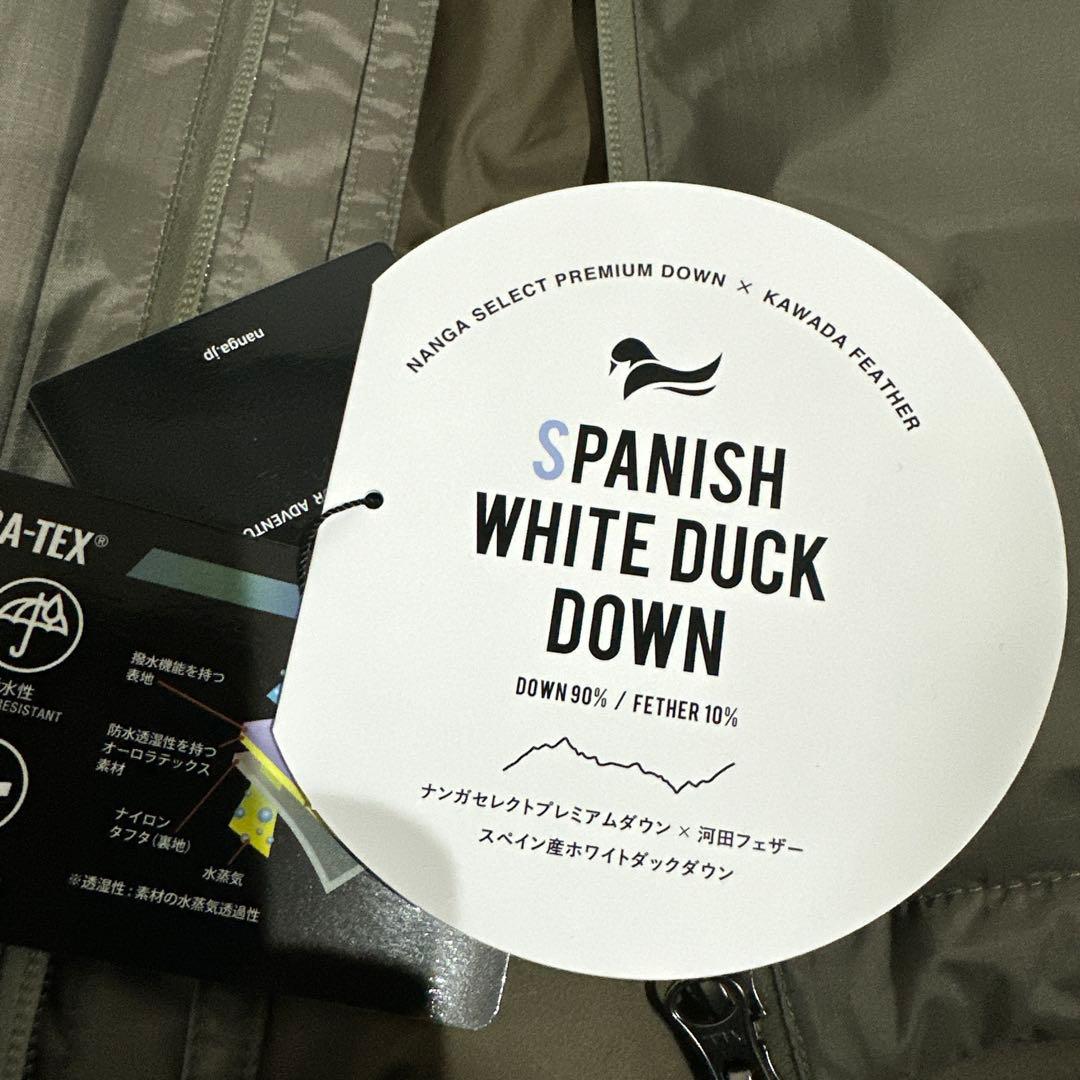 NANGA SELECT PREMIUM DOWN × KAWADA FEATHER
SPANISH
WHITE DUCK
DOWN
DOWN 90% / FETHER 10%
ナンガセレクトプレミアムダウン × 河田フェザー
スペイン産ホワイトダックダウン
nanga.jp
ADVENTU
A-TEX®
水性
RESISTANT
撥水機能を持つ
表地
防水透湿性を持つ
オーロラテックス
素材
ナイロン
タフタ(裏地)
水蒸気
※透湿性:素材の水蒸気透過性